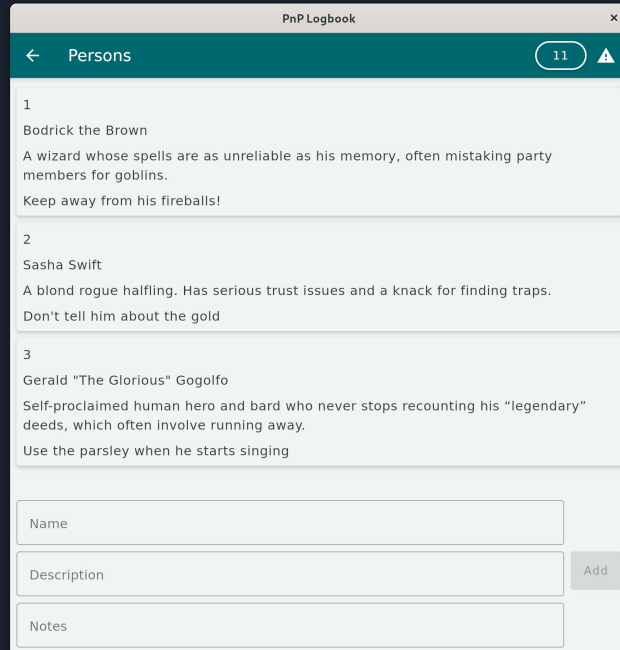 PnP Logbook
Persons
11
1
Bodrick the Brown
A wizard whose spells are as unreliable as his memory, often mistaking party
members for goblins.
Keep away from his fireballs!
2
Sasha Swift
A blond rogue halfling. Has serious trust issues and a knack for finding traps.
Don't tell him about the gold
3
Gerald "The Glorious" Gogolfo
Self-proclaimed human hero and bard who never stops recounting his “legendary”
deeds, which often involve running away.
Use the parsley when he starts singing
Name
Description
Add
Notes